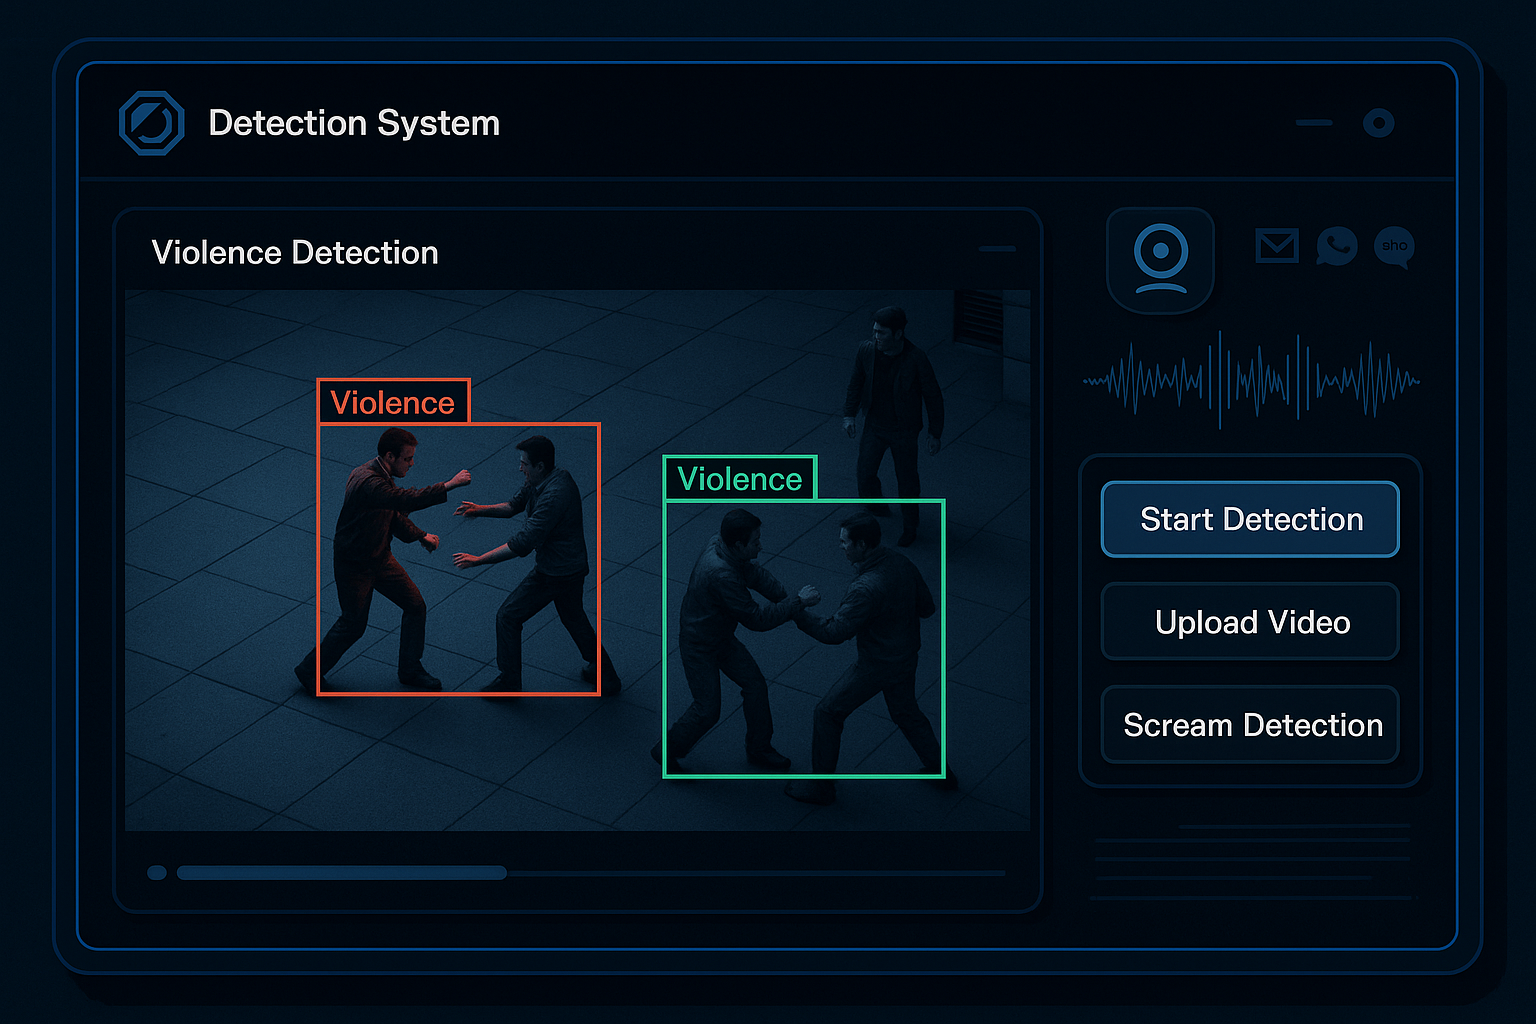 Detection System
Violence Detection
sho
Violence
Violence
Start Detection
Upload Video
Scream Detection